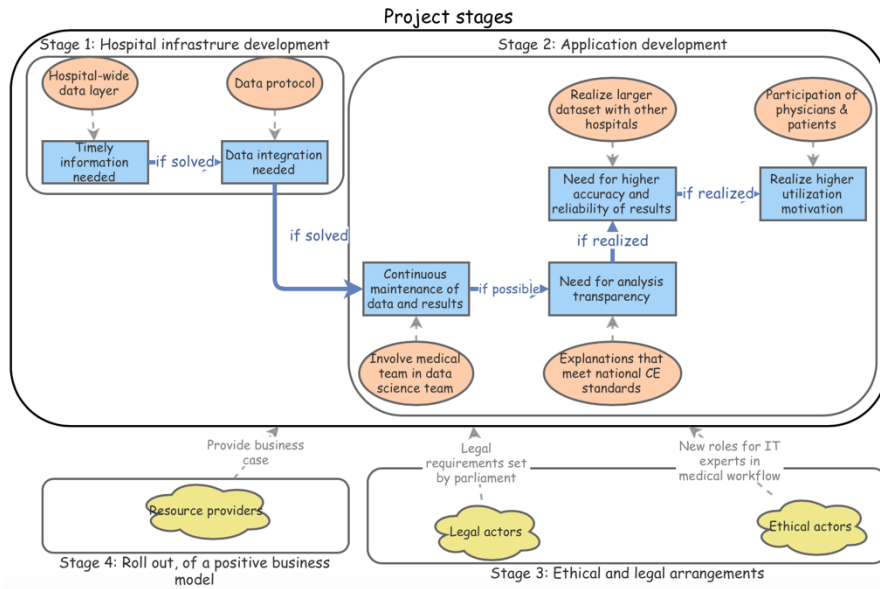 Project stages
Stage 1: Hospital infrastrure development
Stage 2: Application development
Hospital-wide
data layer
Data protocol
Realize larger
dataset with other
hospitals
Participation of
physicians &
patients
Timely
information
needed
if solved
Data integration
needed
Need for higher
accuracy and
reliability of results
if realized
Realize higher
utilization
motivation
if solved
if realized
Continuous
maintenance of
data and results
if possible
Need for analysis
transparency
Involve medical
team in data
science team
Explanations that
meet national CE
standards
Provide business
case
Legal
requirements set
by parliament
New roles for IT
experts in
medical workflow
Resource providers
Legal actors
Ethical actors
Stage 4: Roll out, of a positive business
model
Stage 3: Ethical and legal arrangements